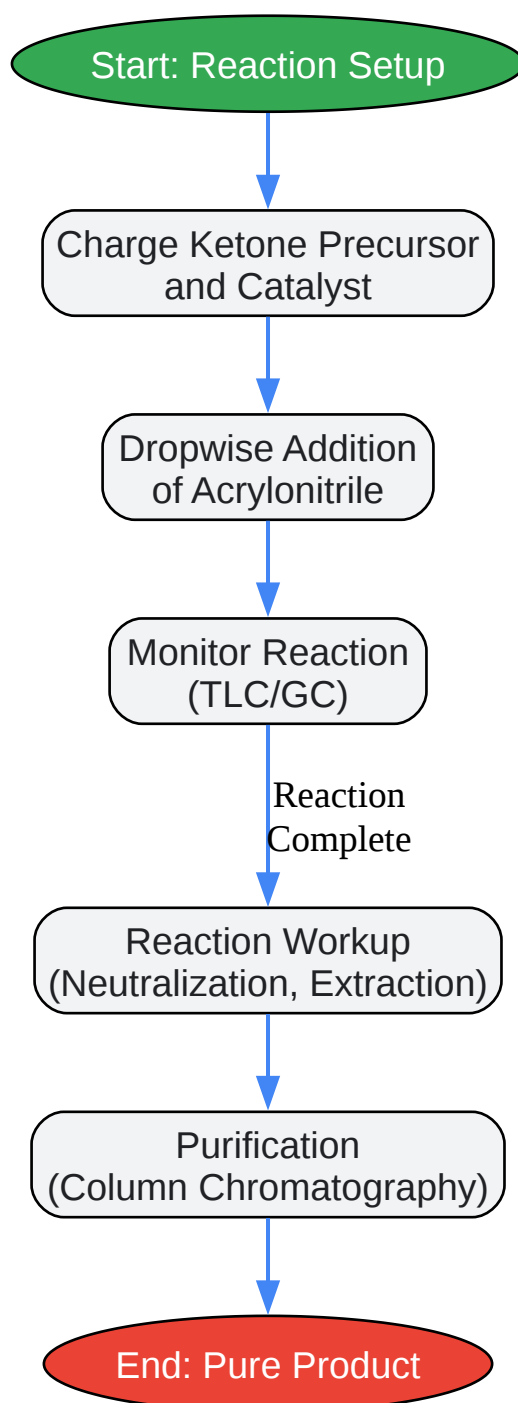 Start: Reaction Setup
Charge Ketone Precursor
and Catalyst
Dropwise Addition
of Acrylonitrile
Monitor Reaction
(TLC/GC)
Reaction
Complete
Reaction Workup
(Neutralization, Extraction)
Purification
(Column Chromatography)
End: Pure Product